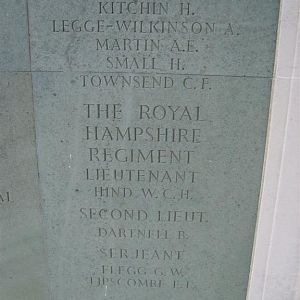 KITCHIN H.
LEGGE-WILKINSON A.
MARTIN A.E.
SMALL H.
TOWNSEND C.F.
THE ROYAL
HAMPSHIRE
REGIMENT
LIEUTENANT
HIND W.C.H.
SECOND LIEUT.
DARTNELL R.
SERJEANT
FLEGG G.W.
LIPSCOMBE